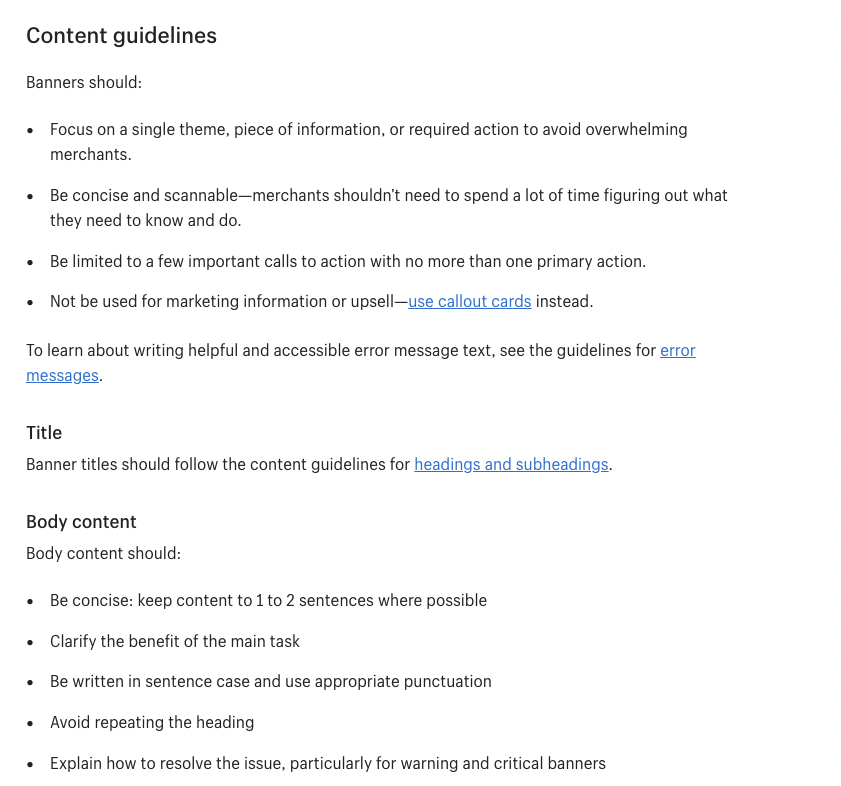 Content guidelines
Banners should:
• Focus on a single theme, piece of information, or required action to avoid overwhelming
merchants.
• Be concise and scannable—merchants shouldn't need to spend a lot of time figuring out what
they need to know and do.
• Be limited to a few important calls to action with no more than one primary action.
• Not be used for marketing information or upsell—use callout cards instead.
To learn about writing helpful and accessible error message text, see the guidelines for error
messages.
Title
Banner titles should follow the content guidelines for headings and subheadings.
Body content
Body content should:
• Be concise: keep content to 1 to 2 sentences where possible
• Clarify the benefit of the main task
• Be written in sentence case and use appropriate punctuation
• Avoid repeating the heading
• Explain how to resolve the issue, particularly for warning and critical banners